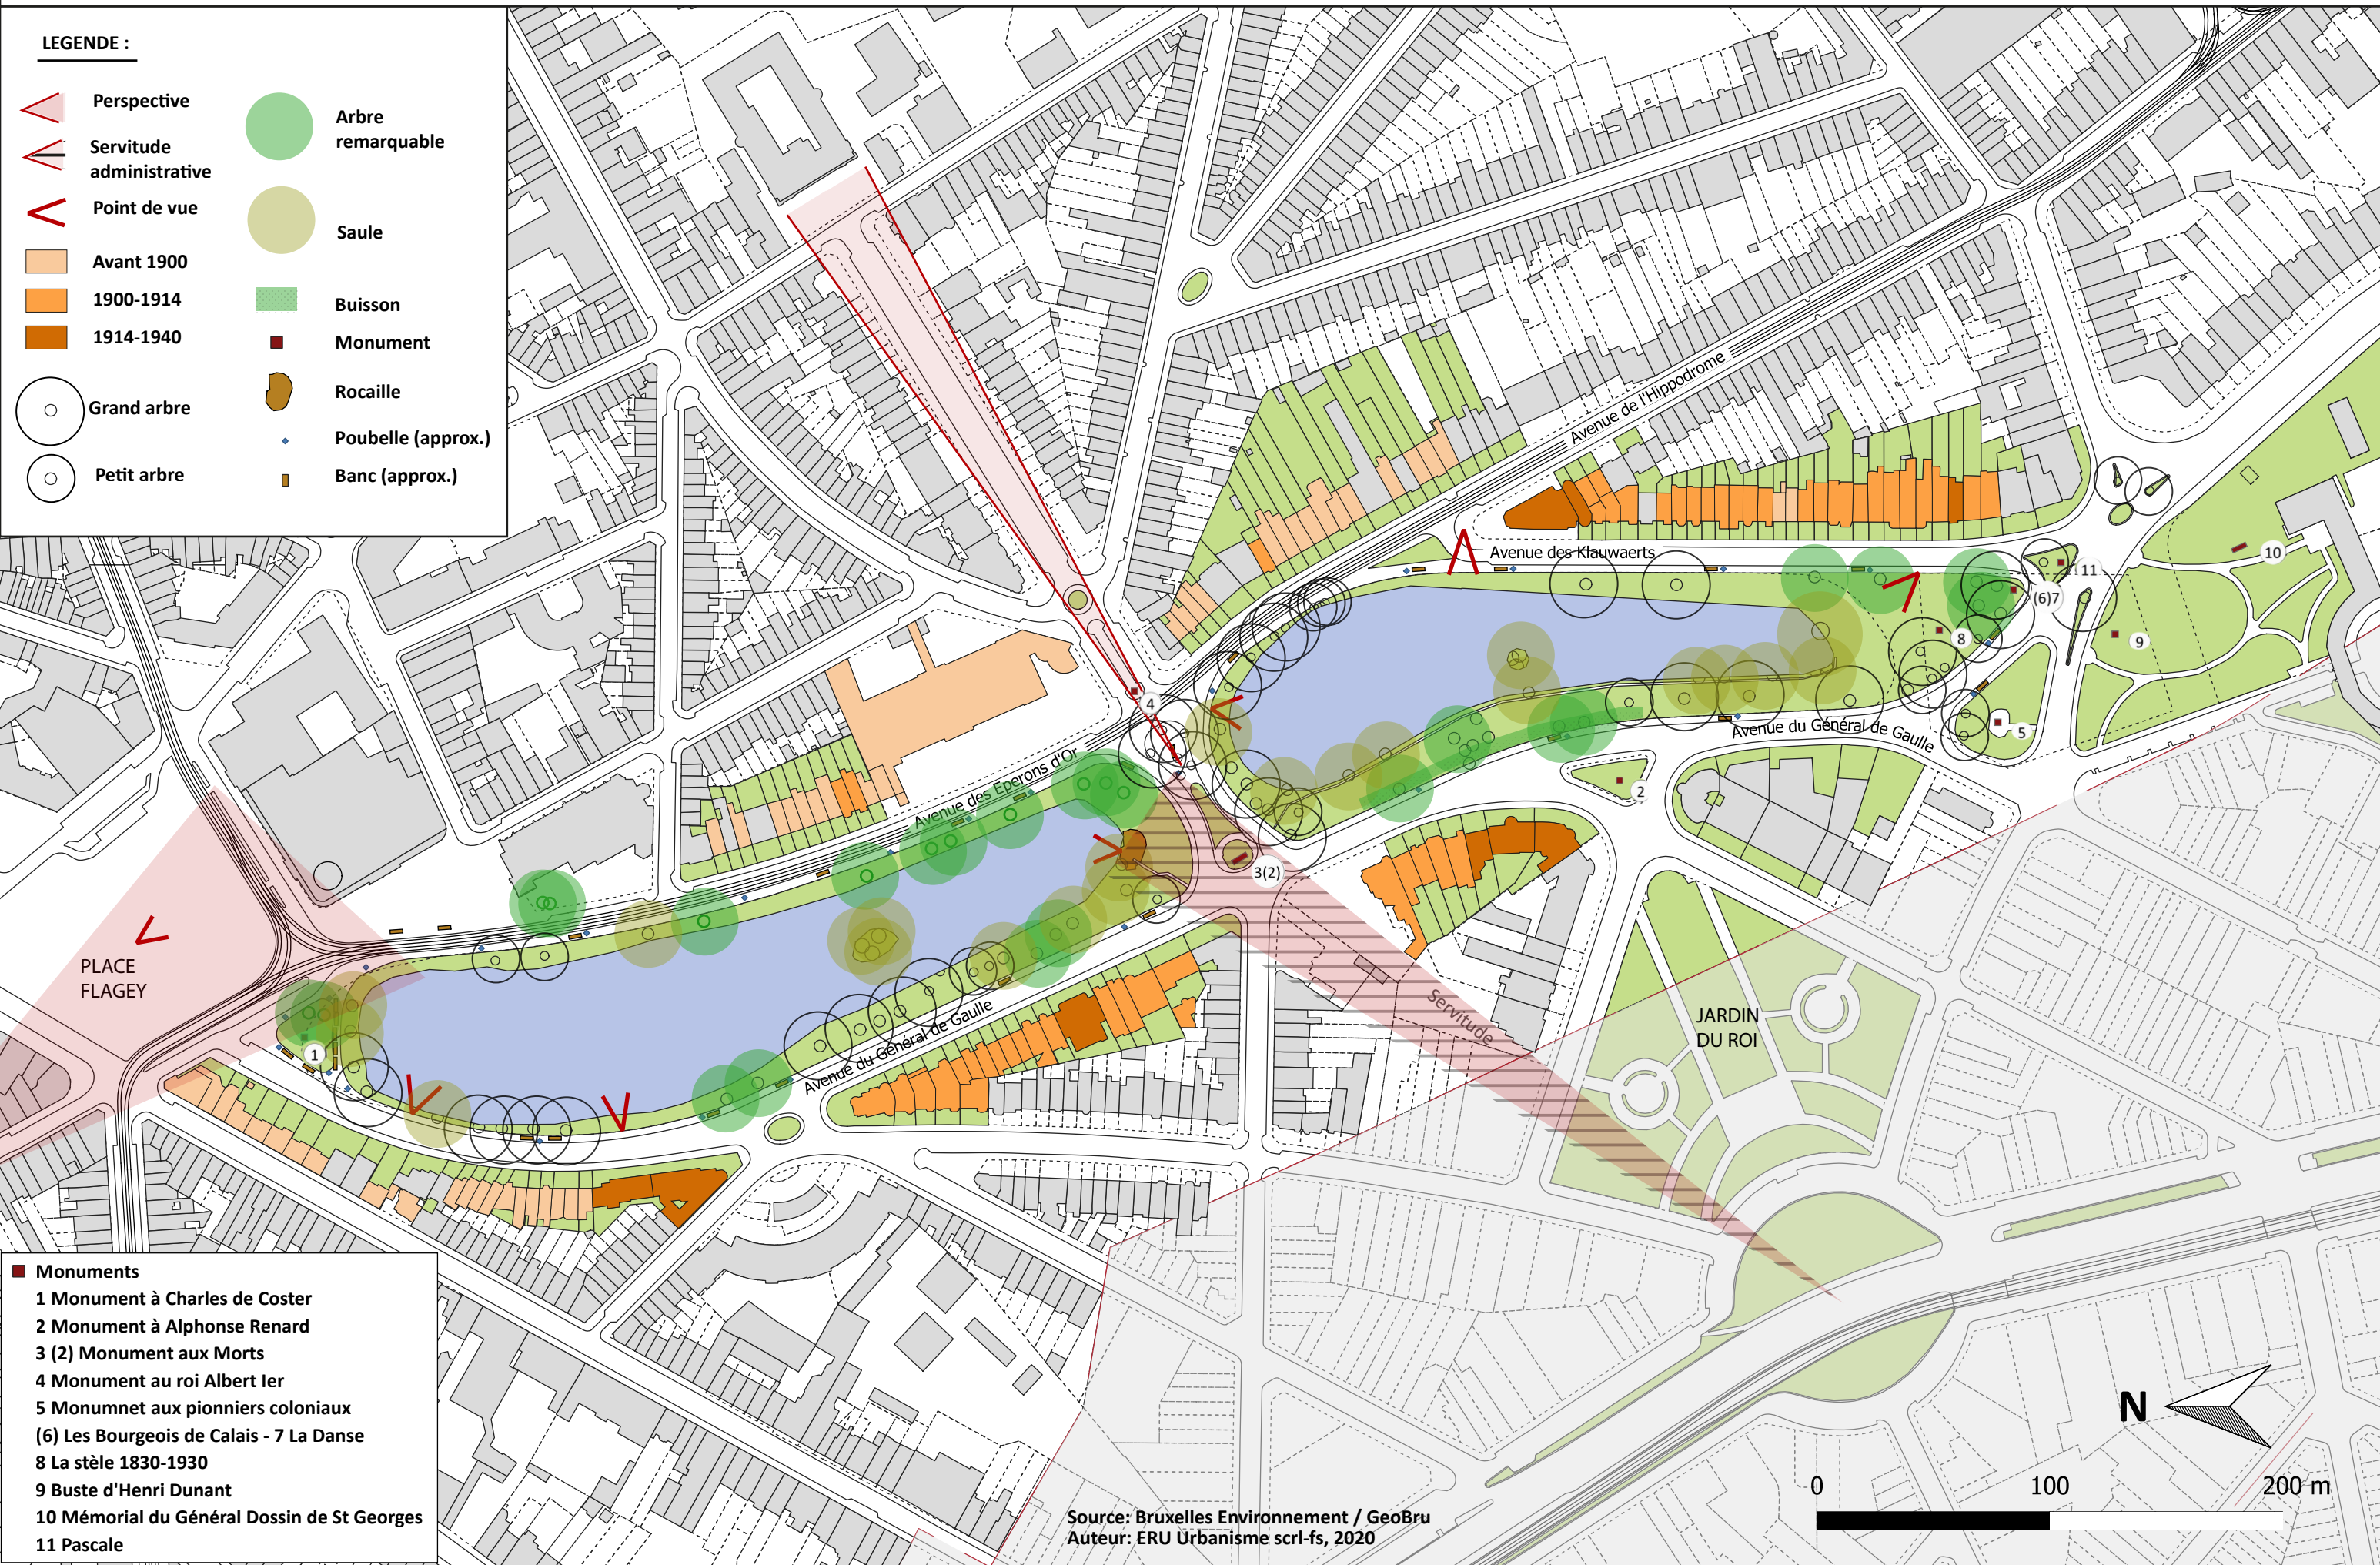 LEGENDE :
Perspective
Servitude
administrative
Point de vue
Avant 1900
1900-1914
1914-1940
Grand arbre
Petit arbre
Arbre
remarquable
Saule
Buisson
Monument
Rocaille
Poubelle (approx.)
Banc (approx.)
Avenue de l'Hippodrome
Avenue des Klauwaerts
10
11
(6)7
9
8
4
5
Avenue du Général de Gaulle
2
Avenue des Eperons d'Or
3(2)
PLACE
FLAGEY
Servitude
JARDIN
DU ROI
1
Avenue du Général de Gaulle
Monuments
1 Monument à Charles de Coster
2 Monument à Alphonse Renard
3 (2) Monument aux Morts
4 Monument au roi Albert Ier
5 Monumnet aux pionniers coloniaux
(6) Les Bourgeois de Calais - 7 La Danse
8 La stèle 1830-1930
9 Buste d'Henri Dunant
10 Mémorial du Général Dossin de St Georges
11 Pascale
N
0 100 200 m
Source: Bruxelles Environnement / GeoBru
Auteur: ERU Urbanisme scrl-fs, 2020